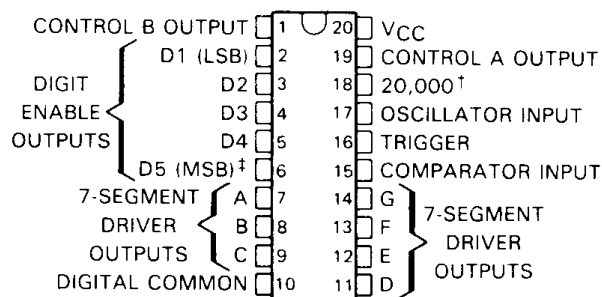 CONTROL B OUTPUT 1 20 VCC
D1 (LSB) 2 19 CONTROL A OUTPUT
DIGIT D2 3 18 20,000†
ENABLE D3 4 17 OSCILLATOR INPUT
OUTPUTS D4 5 16 TRIGGER
D5 (MSB)‡ 6 15 COMPARATOR INPUT
7-SEGMENT A 7 14 G 7-SEGMENT
DRIVER B 8 13 F DRIVER
OUTPUTS C 9 12 E OUTPUTS
DIGITAL COMMON 10 11 D